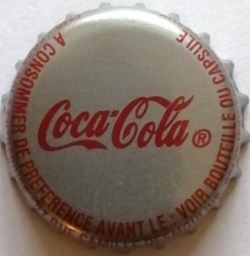 Coca-Cola ®
A CONSOMMER DE PREFERENCE AVANT LE : VOIR BOUTEILLE OU CAPSULE